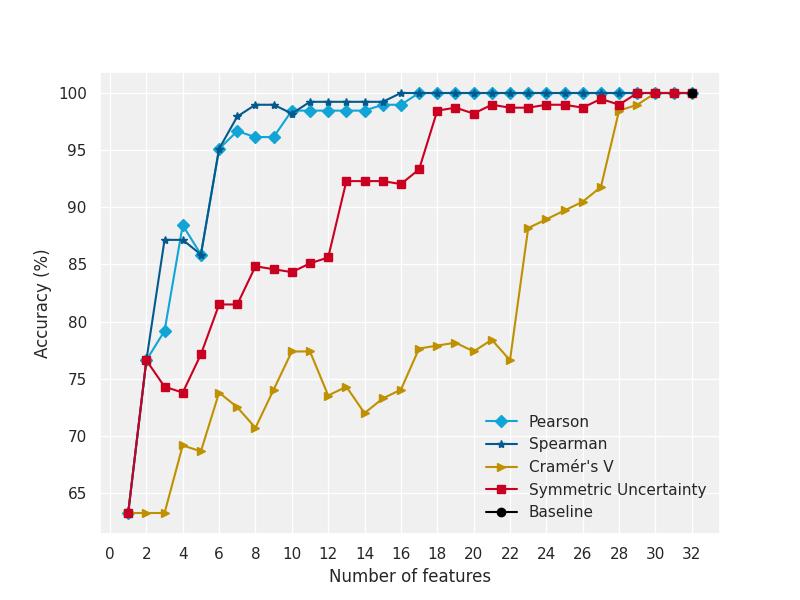 100
95
90
85
80
75
70
65
Accuracy (%)
Pearson
Spearman
Cramér's V
Symmetric Uncertainty
Baseline
0 2 4 6 8 10 12 14 16 18 20 22 24 26 28 30 32
Number of features